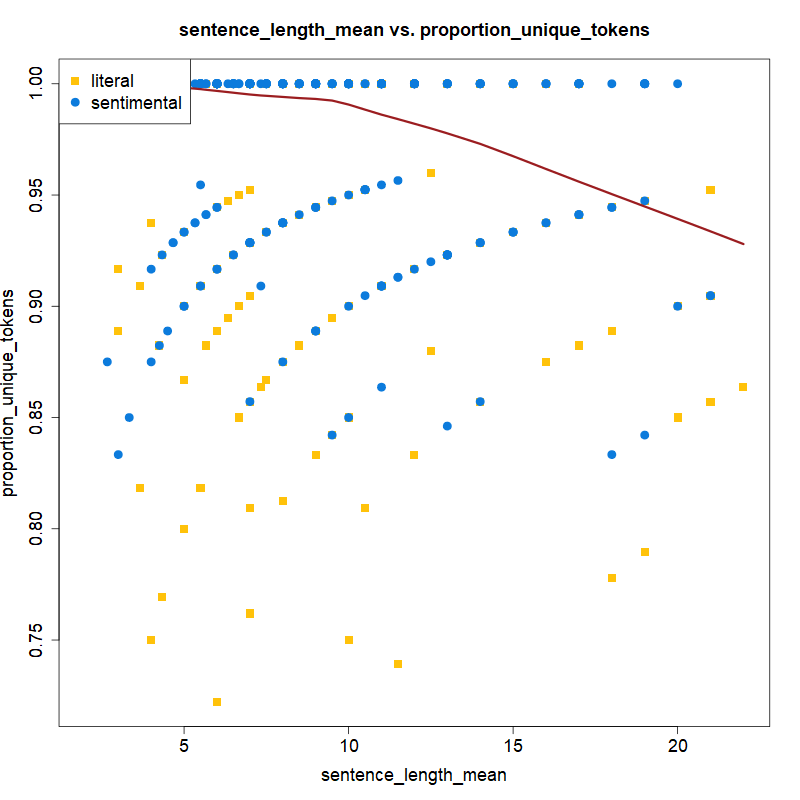 sentence_length_mean vs. proportion_unique_tokens
literal
sentimental
1.00
0.95
0.90
0.85
0.80
0.75
proportion_unique_tokens
5
10
15
20
sentence_length_mean